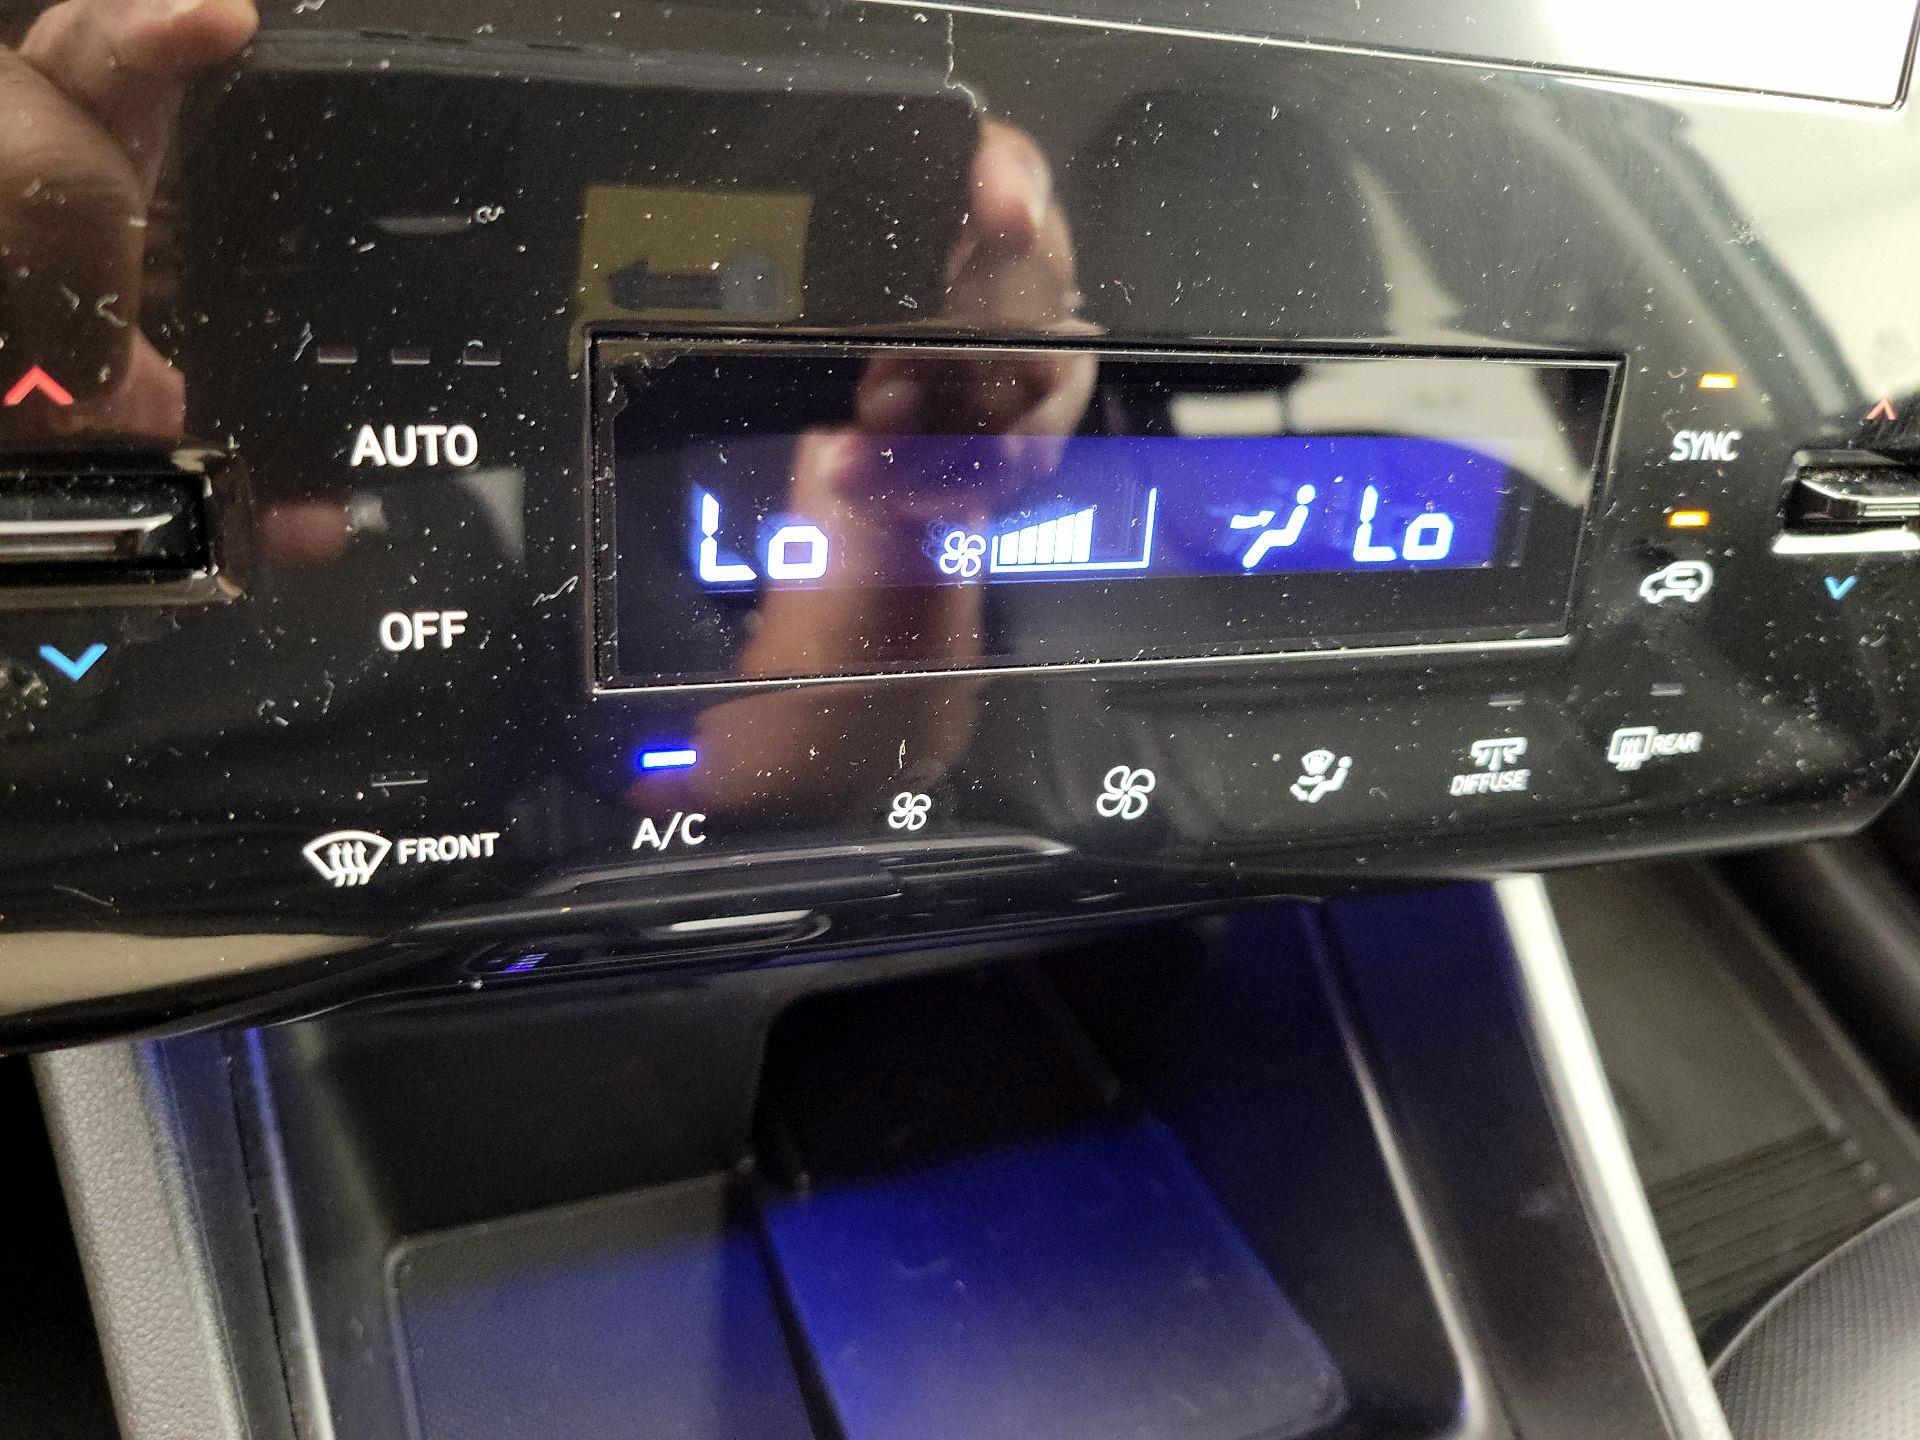 AUTO
SYNC
Lo Lo
OFF
DIFFUSE
REAR
FRONT
A/C